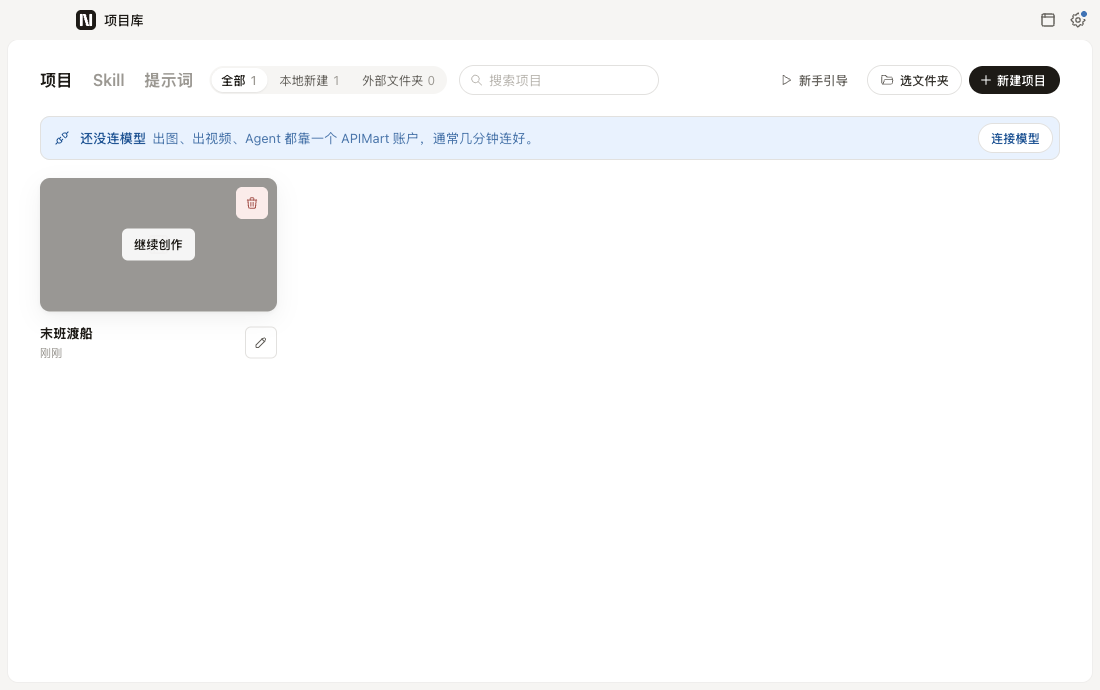 项目库
项目 Skill 提示词 全部 1 本地新建 1 外部文件夹 0 搜索项目 新手引导 选文件夹 新建项目
还没连模型 出图、出视频、Agent 都靠一个 APIMart 账户，通常几分钟连好。 连接模型
继续创作
末班渡船
刚刚